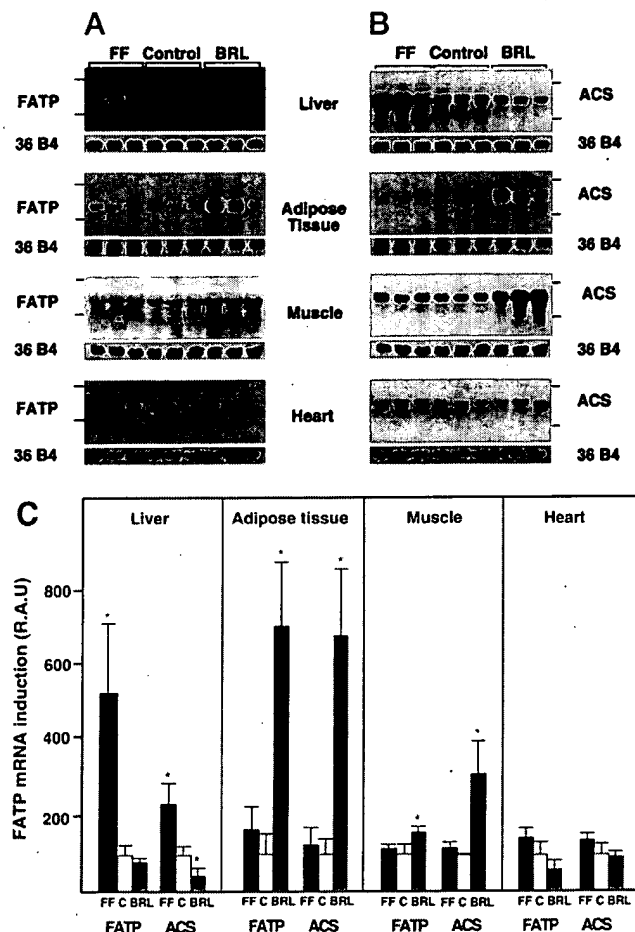 A
B
FF Control BRL
FF Control BRL
FATP
Liver
ACS
36 B4
36 B4
FATP
Adipose
Tissue
ACS
36 B4
36 B4
FATP
Muscle
ACS
36 B4
36 B4
FATP
Heart
ACS
36 B4
36 B4
C
Liver
Adipose tissue
Muscle
Heart
FATP mRNA induction (R.A.U)
800
600
400
200
* * * * * * *
FF C BRL FF C BRL FF C BRL FF C BRL FF C BRL FF C BRL FF C BRL FF C BRL
FATP ACS FATP ACS FATP ACS FATP ACS